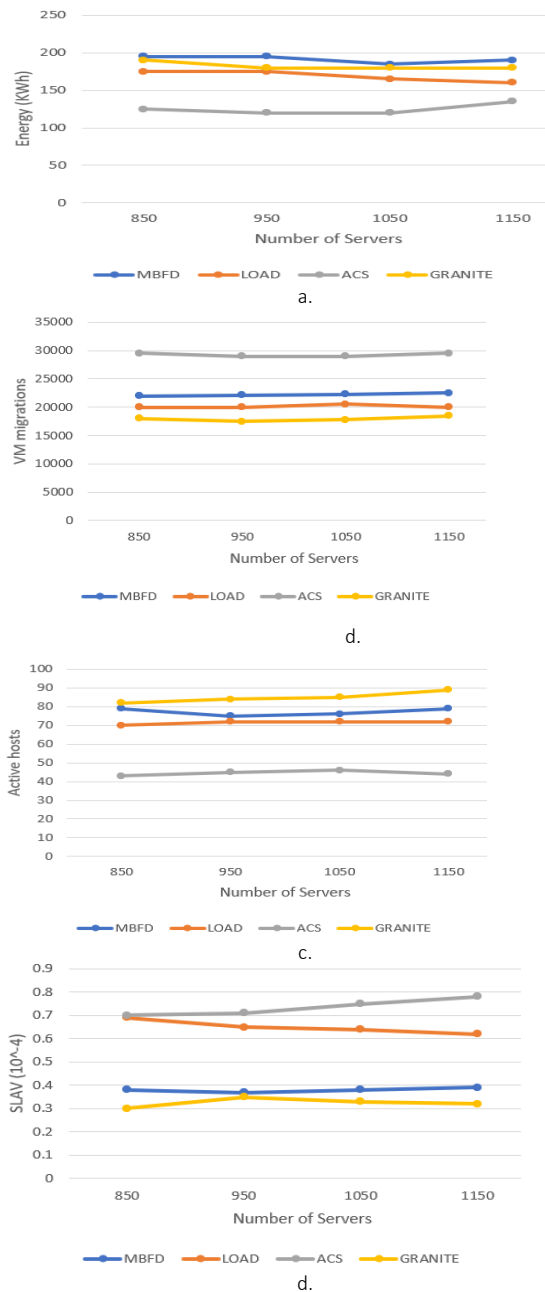 250
200
150
100
50
0
Energy (KWh)
850 950 1050 1150
Number of Servers
MBFD LOAD ACS GRANITE
a.
35000
30000
25000
20000
15000
10000
5000
0
VM migrations
850 950 1050 1150
Number of Servers
MBFD LOAD ACS GRANITE
d.
100
90
80
70
60
50
40
30
20
10
0
Active hosts
850 950 1050 1150
Number of Servers
MBFD LOAD ACS GRANITE
c.
0.9
0.8
0.7
0.6
0.5
0.4
0.3
0.2
0.1
0
SLAV (10^-4)
850 950 1050 1150
Number of Servers
MBFD LOAD ACS GRANITE
d.